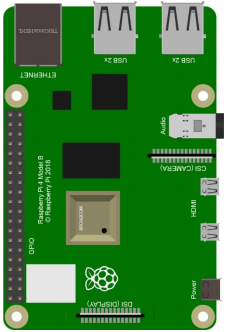 ETHERNET
USB 2x
USB 2x
Audio
CSI (CAMERA)
HDMI
Raspberry Pi 4 Model B
© Raspberry Pi 2018
GPIO
BROADCOM
Power
DSI (DISPLAY)